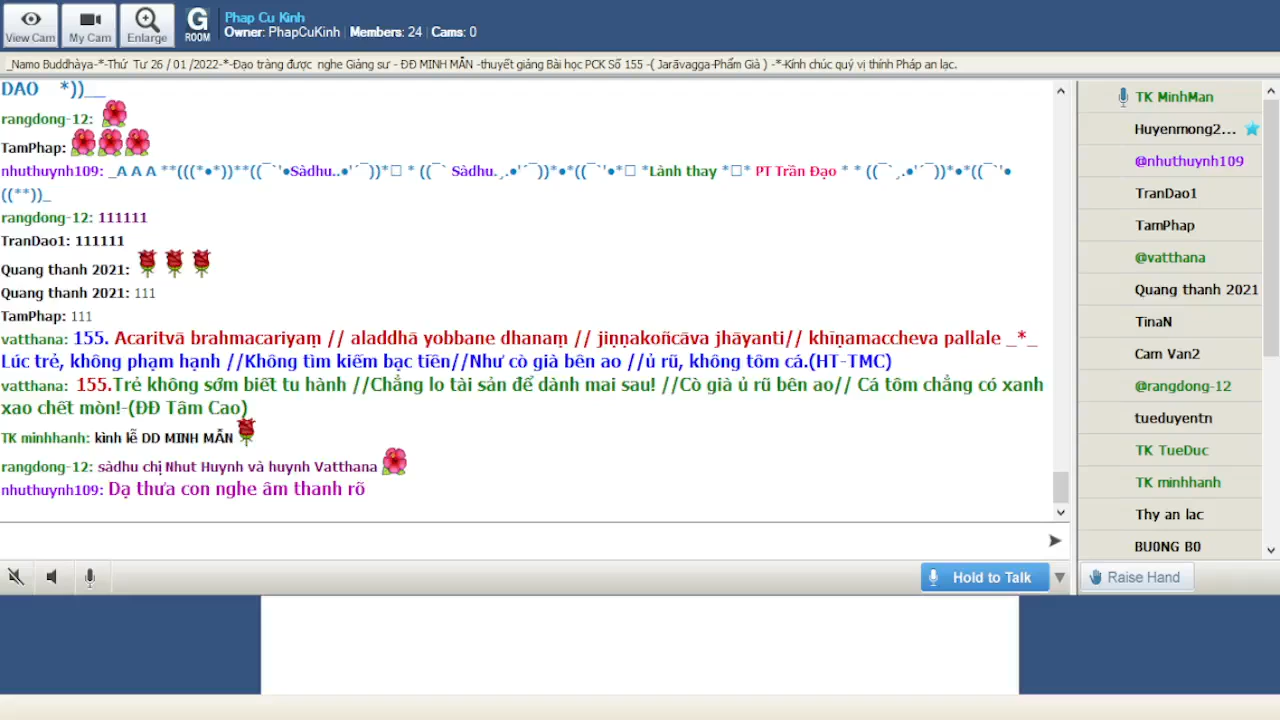 View Cam
My Cam
Enlarge
G
ROOM
Phap Cu Kinh
Owner: PhapCuKinh | Members: 24 | Cams: 0
_Namo Buddhàya-*-Thứ Tư 26 / 01 /2022-*-Đạo tràng được nghe Giảng sư - ĐĐ MINH MẪN -thuyết giảng Bài học PCK Số 155 -( Jarāvagga-Phẩm Già ) -*-Kính chúc quý vị thính Pháp an lạc.
DAO *))__
rangdong-12:
TamPhap:
nhuthuynh109: _A A A **(((*•*))**((¯`'•Sàdhu..•'´¯))*□ * ((¯` Sàdhu.¸.•'´¯))*•*((¯`'•*□ *Lành thay *□* PT Trần Đạo * * ((¯`¸.•'´¯))*•*((¯`'•
((**))_
rangdong-12: 111111
TranDao1: 111111
Quang thanh 2021:
Quang thanh 2021: 111
TamPhap: 111
vatthana: 155. Acaritvā brahmacariyaṃ // aladdhā yobbane dhanaṃ // jiṇṇakoñcāva jhāyanti// khīṇamaccheva pallale _*_
Lúc trẻ, không phạm hạnh //Không tìm kiếm bạc tiền//Như cò già bên ao //ủ rũ, không tôm cá.(HT-TMC)
vatthana: 155.Trẻ không sớm biết tu hành //Chẳng lo tài sản để dành mai sau! //Cò già ủ rũ bên ao// Cá tôm chẳng có xanh
xao chết mòn!-(ĐĐ Tâm Cao)
TK minhhanh: kình lễ DD MINH MẪN
rangdong-12: sàdhu chị Nhut Huynh và huynh Vatthana
nhuthuynh109: Dạ thưa con nghe âm thanh rõ
Hold to Talk
TK MinhMan
Huyenmong2...
@nhuthuynh109
TranDao1
TamPhap
@vatthana
Quang thanh 2021
TinaN
Cam Van2
@rangdong-12
tueduyentn
TK TueDuc
TK minhhanh
Thy an lac
BU0NG B0
Raise Hand